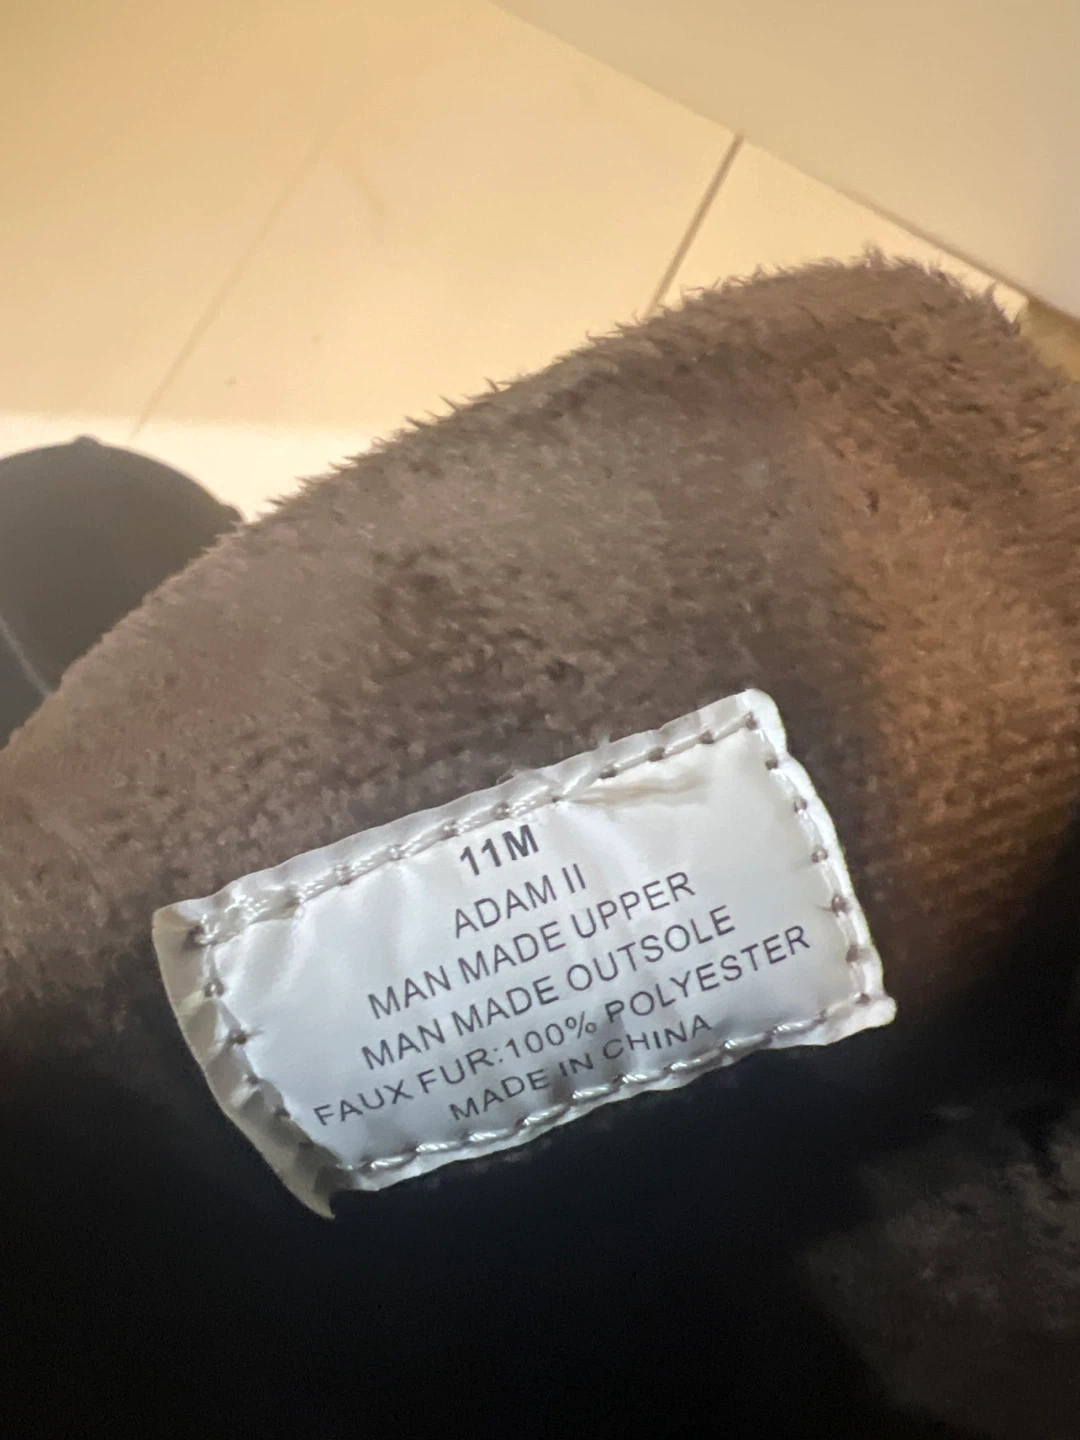 11M
ADAM II
MAN MADE UPPER
MAN MADE OUTSOLE
FAUX FUR:100% POLYESTER
MADE IN CHINA